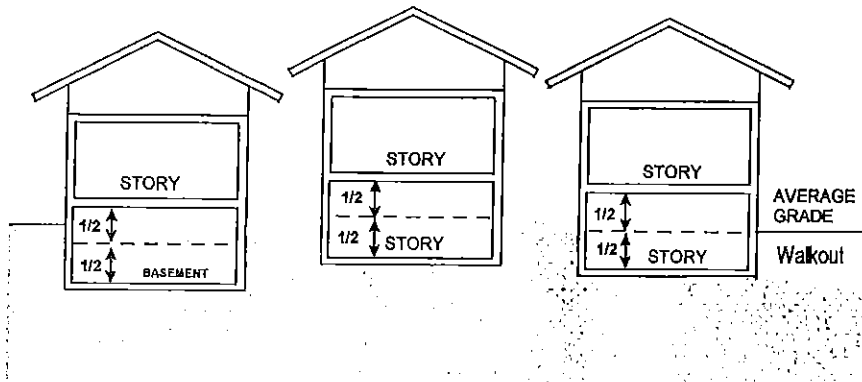 STORY
1/2
1/2
BASEMENT
STORY
1/2
1/2
STORY
STORY
1/2
1/2
STORY
AVERAGE
GRADE
Walkout